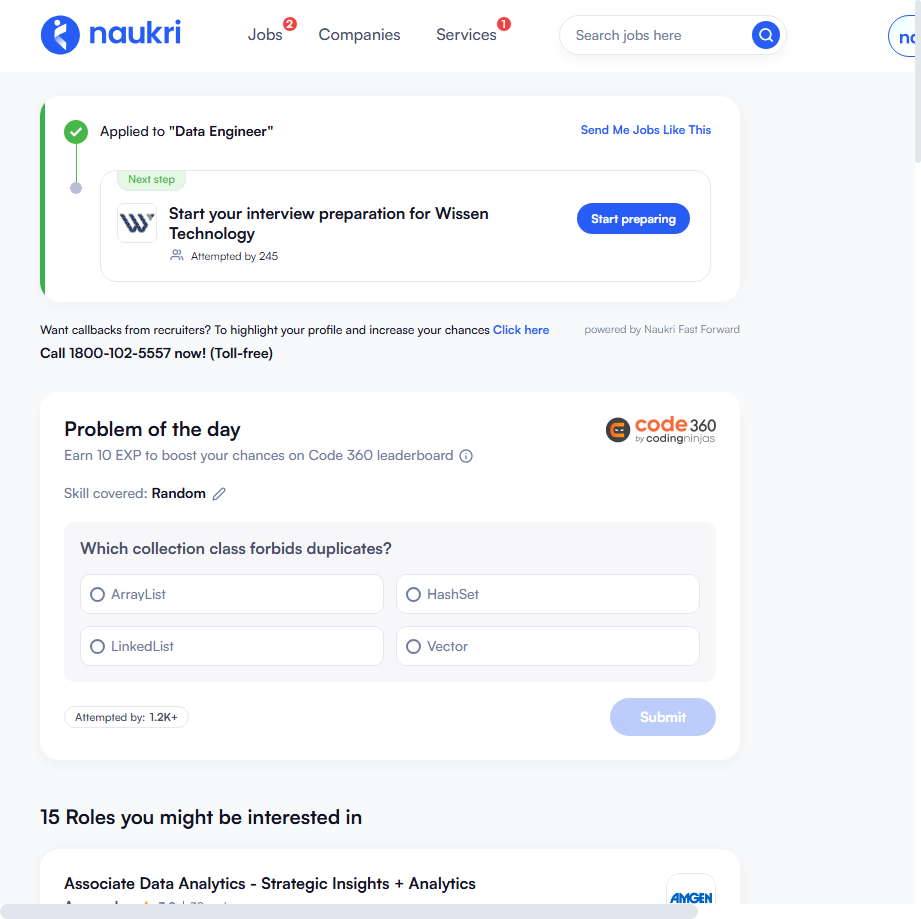 naukri
Jobs 2
Companies
Services 1
Search jobs here
Applied to "Data Engineer"
Send Me Jobs Like This
Next step
Start your interview preparation for Wissen
Technology
Start preparing
Attempted by 245
Want callbacks from recruiters? To highlight your profile and increase your chances Click here
powered by Naukri Fast Forward
Call 1800-102-5557 now! (Toll-free)
Problem of the day
code 360
by codingninjas
Earn 10 EXP to boost your chances on Code 360 leaderboard
Skill covered: Random
Which collection class forbids duplicates?
ArrayList
HashSet
LinkedList
Vector
Attempted by: 1.2K+
Submit
15 Roles you might be interested in
Associate Data Analytics - Strategic Insights + Analytics
AMGEN